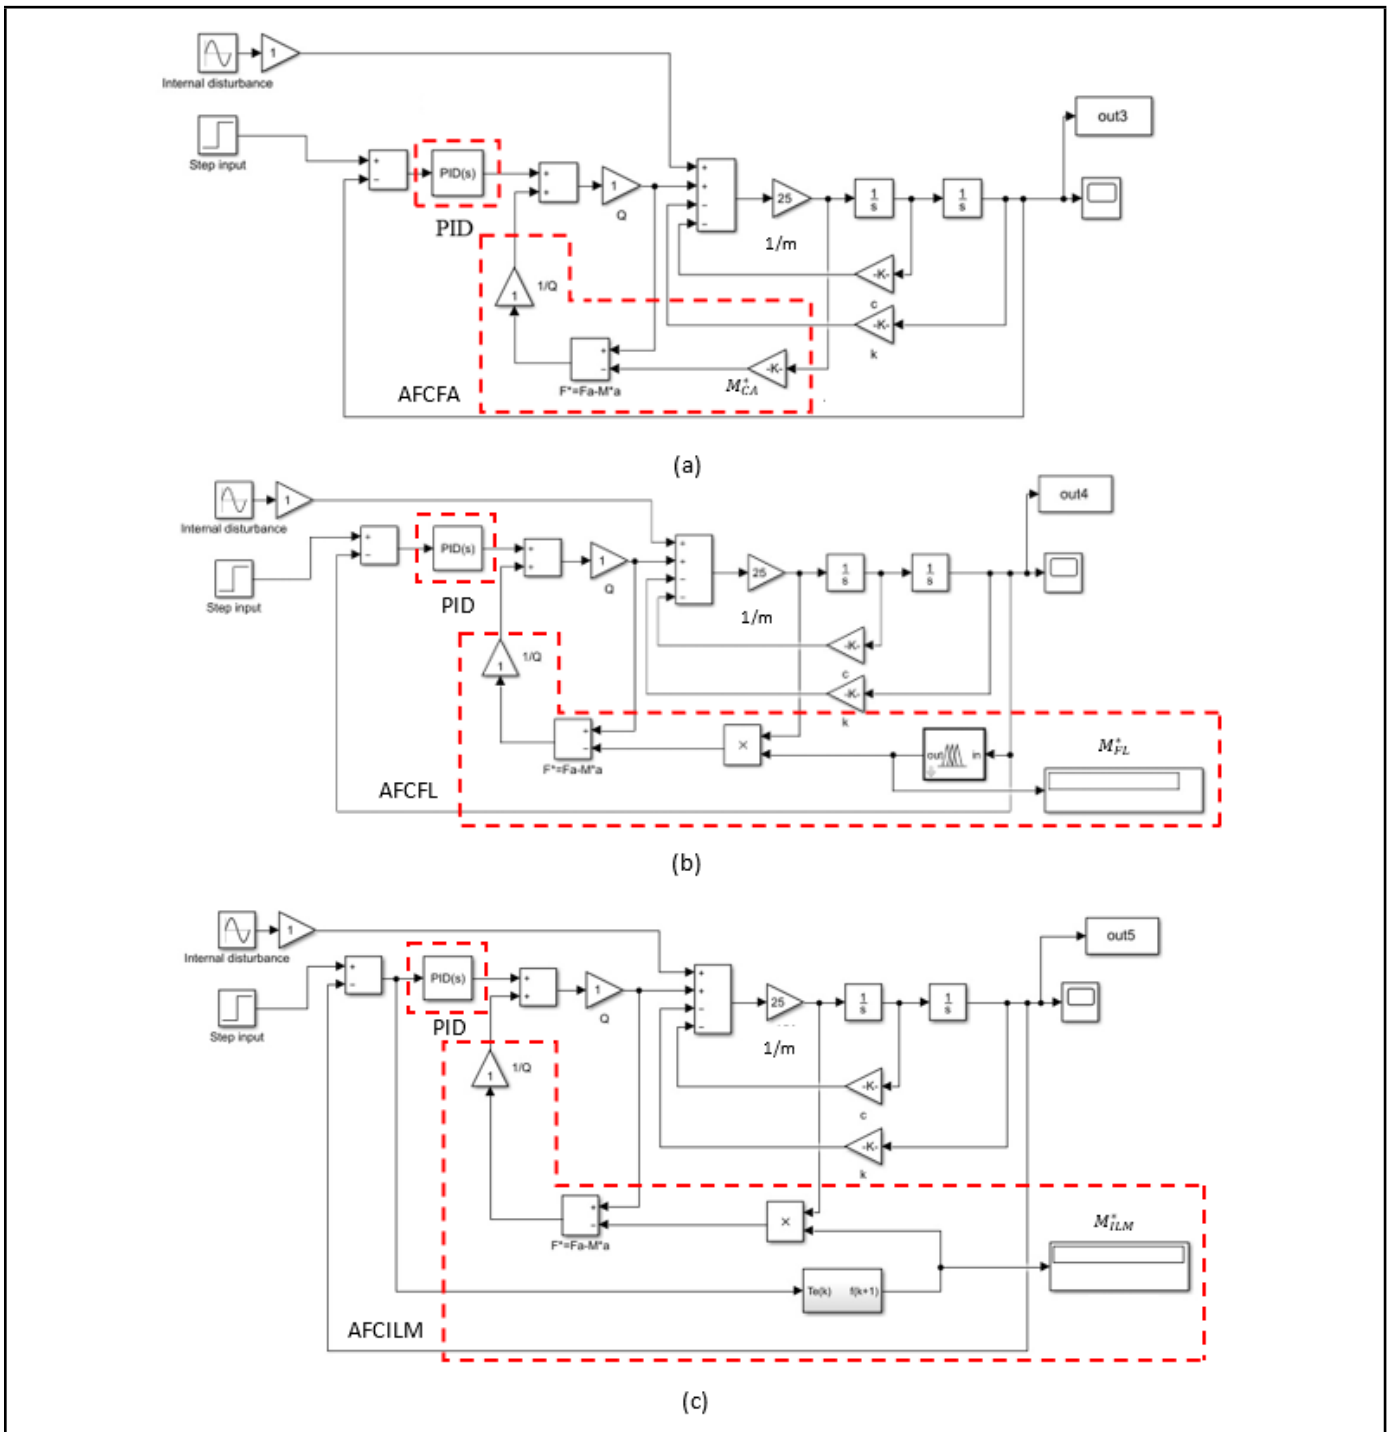 1
Internal disturbance
out3
Step input
+
−
PID(s)
+
+
1
Q
+
+
−
−
25
1/m
1
s
1
s
PID
-K-
c
1
1/Q
-K-
k
+
−
F*=Fa-M*a
-K-
M*CA
AFCFA
(a)
1
Internal disturbance
out4
Step input
+
−
PID(s)
+
+
1
Q
+
+
−
−
25
1/m
1
s
1
s
PID
-K-
c
1
1/Q
-K-
k
+
−
F*=Fa-M*a
×
out
in
M*FL
AFCFL
(b)
1
Internal disturbance
out5
Step input
+
−
PID(s)
+
+
1
Q
+
+
−
−
25
1/m
1
s
1
s
PID
1
1/Q
-K-
c
-K-
k
+
−
F*=Fa-M*a
×
M*ILM
Te(k)
f(k+1)
AFCILM
(c)